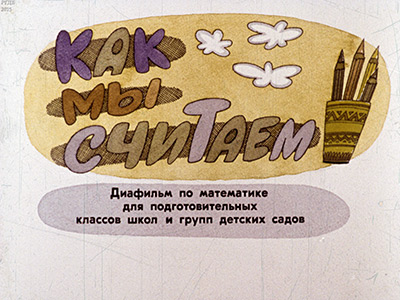 КАК
МЫ
СЧИТАЕМ
Диафильм по математике
для подготовительных
классов школ и групп детских садов